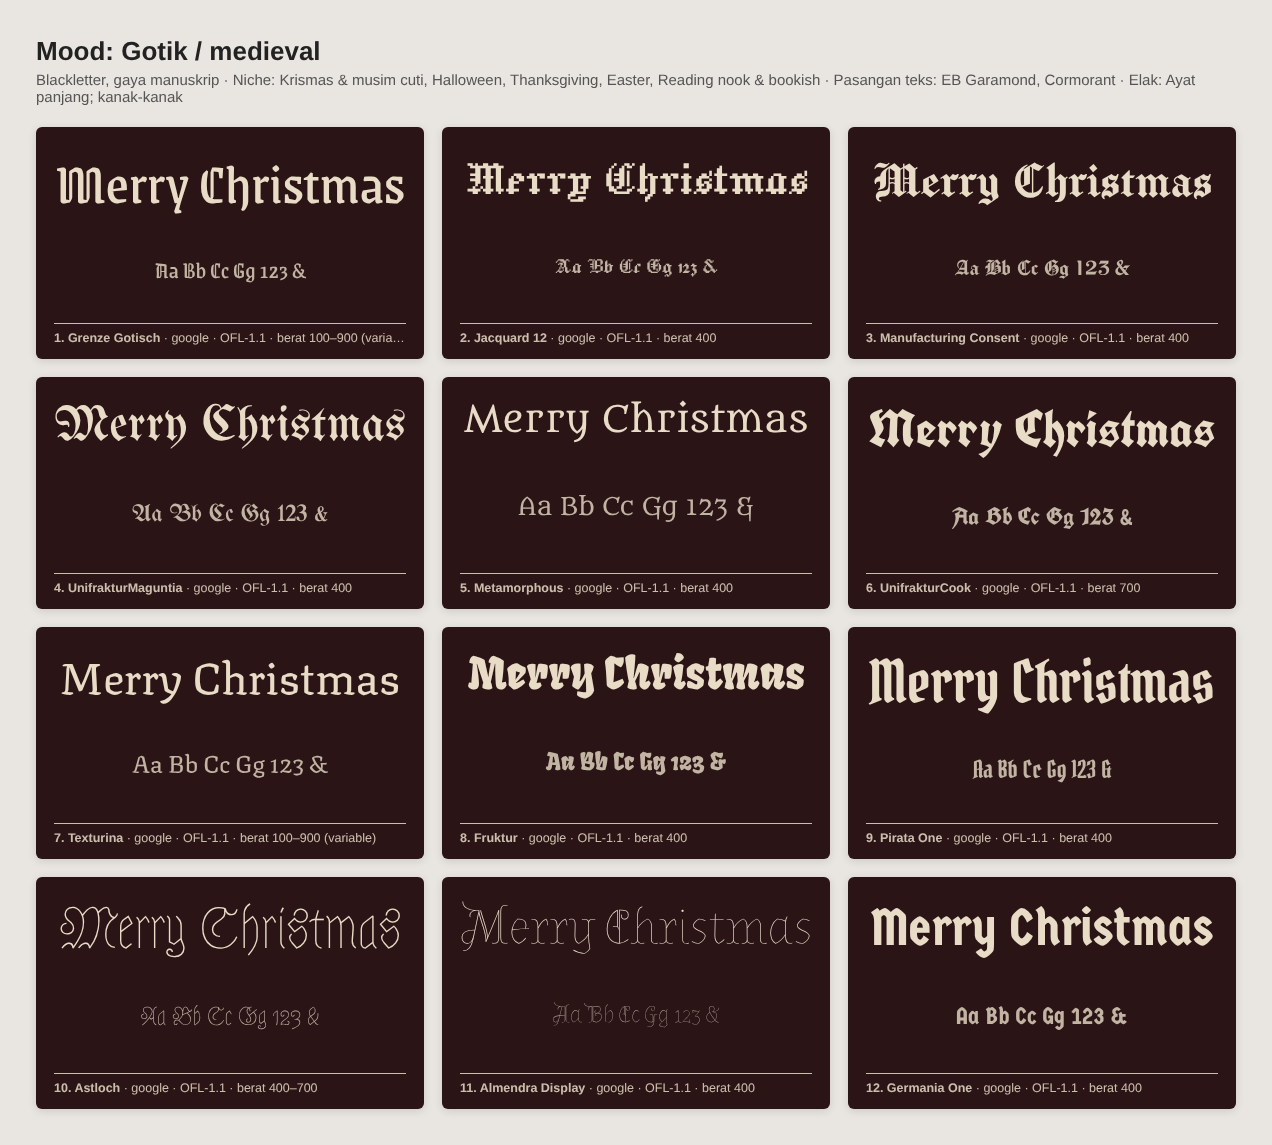 Mood: Gotik / medieval
Blackletter, gaya manuskrip · Niche: Krismas & musim cuti, Halloween, Thanksgiving, Easter, Reading nook & bookish · Pasangan teks: EB Garamond, Cormorant · Elak: Ayat
panjang; kanak-kanak
Merry Christmas
Aa Bb Cc Gg 123 &
1. Grenze Gotisch · google · OFL-1.1 · berat 100–900 (varia…
Merry Christmas
Aa Bb Cc Gg 123 &
2. Jacquard 12 · google · OFL-1.1 · berat 400
Merry Christmas
Aa Bb Cc Gg 123 &
3. Manufacturing Consent · google · OFL-1.1 · berat 400
Merry Christmas
Aa Bb Cc Gg 123 &
4. UnifrakturMaguntia · google · OFL-1.1 · berat 400
Merry Christmas
Aa Bb Cc Gg 123 &
5. Metamorphous · google · OFL-1.1 · berat 400
Merry Christmas
Aa Bb Cc Gg 123 &
6. UnifrakturCook · google · OFL-1.1 · berat 700
Merry Christmas
Aa Bb Cc Gg 123 &
7. Texturina · google · OFL-1.1 · berat 100–900 (variable)
Merry Christmas
Aa Bb Cc Gg 123 &
8. Fruktur · google · OFL-1.1 · berat 400
Merry Christmas
Aa Bb Cc Gg 123 &
9. Pirata One · google · OFL-1.1 · berat 400
Merry Christmas
Aa Bb Cc Gg 123 &
10. Astloch · google · OFL-1.1 · berat 400–700
Merry Christmas
Aa Bb Cc Gg 123 &
11. Almendra Display · google · OFL-1.1 · berat 400
Merry Christmas
Aa Bb Cc Gg 123 &
12. Germania One · google · OFL-1.1 · berat 400